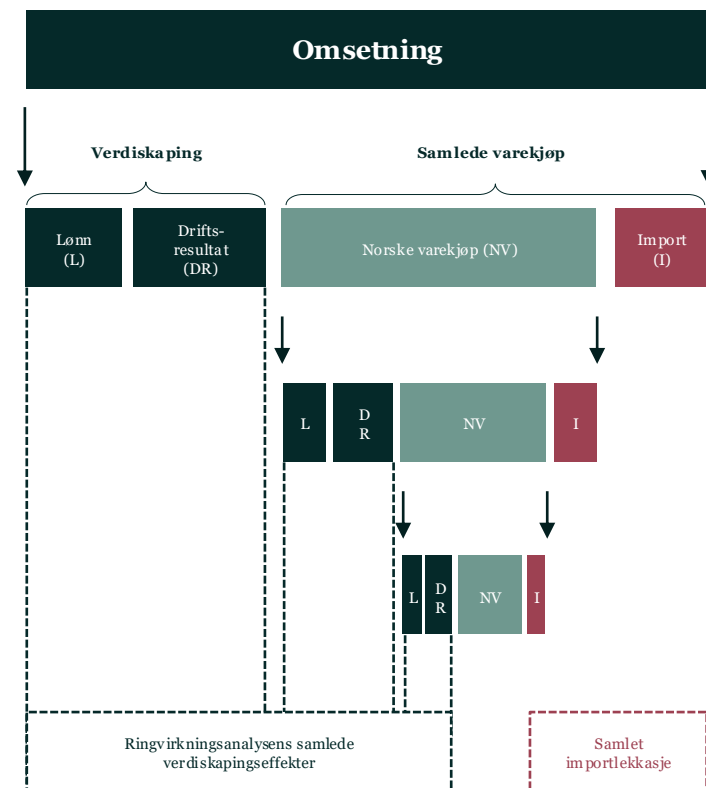 Omsetning
Verdiskaping
Samlede varekjøp
Lønn
(L)
Drifts-
resultat
(DR)
Norske varekjøp (NV)
Import
(I)
L
D
R
NV
I
L
D
R
NV
I
Ringvirkningsanalysens samlede
verdiskapingseffekter
Samlet
importlekkasje